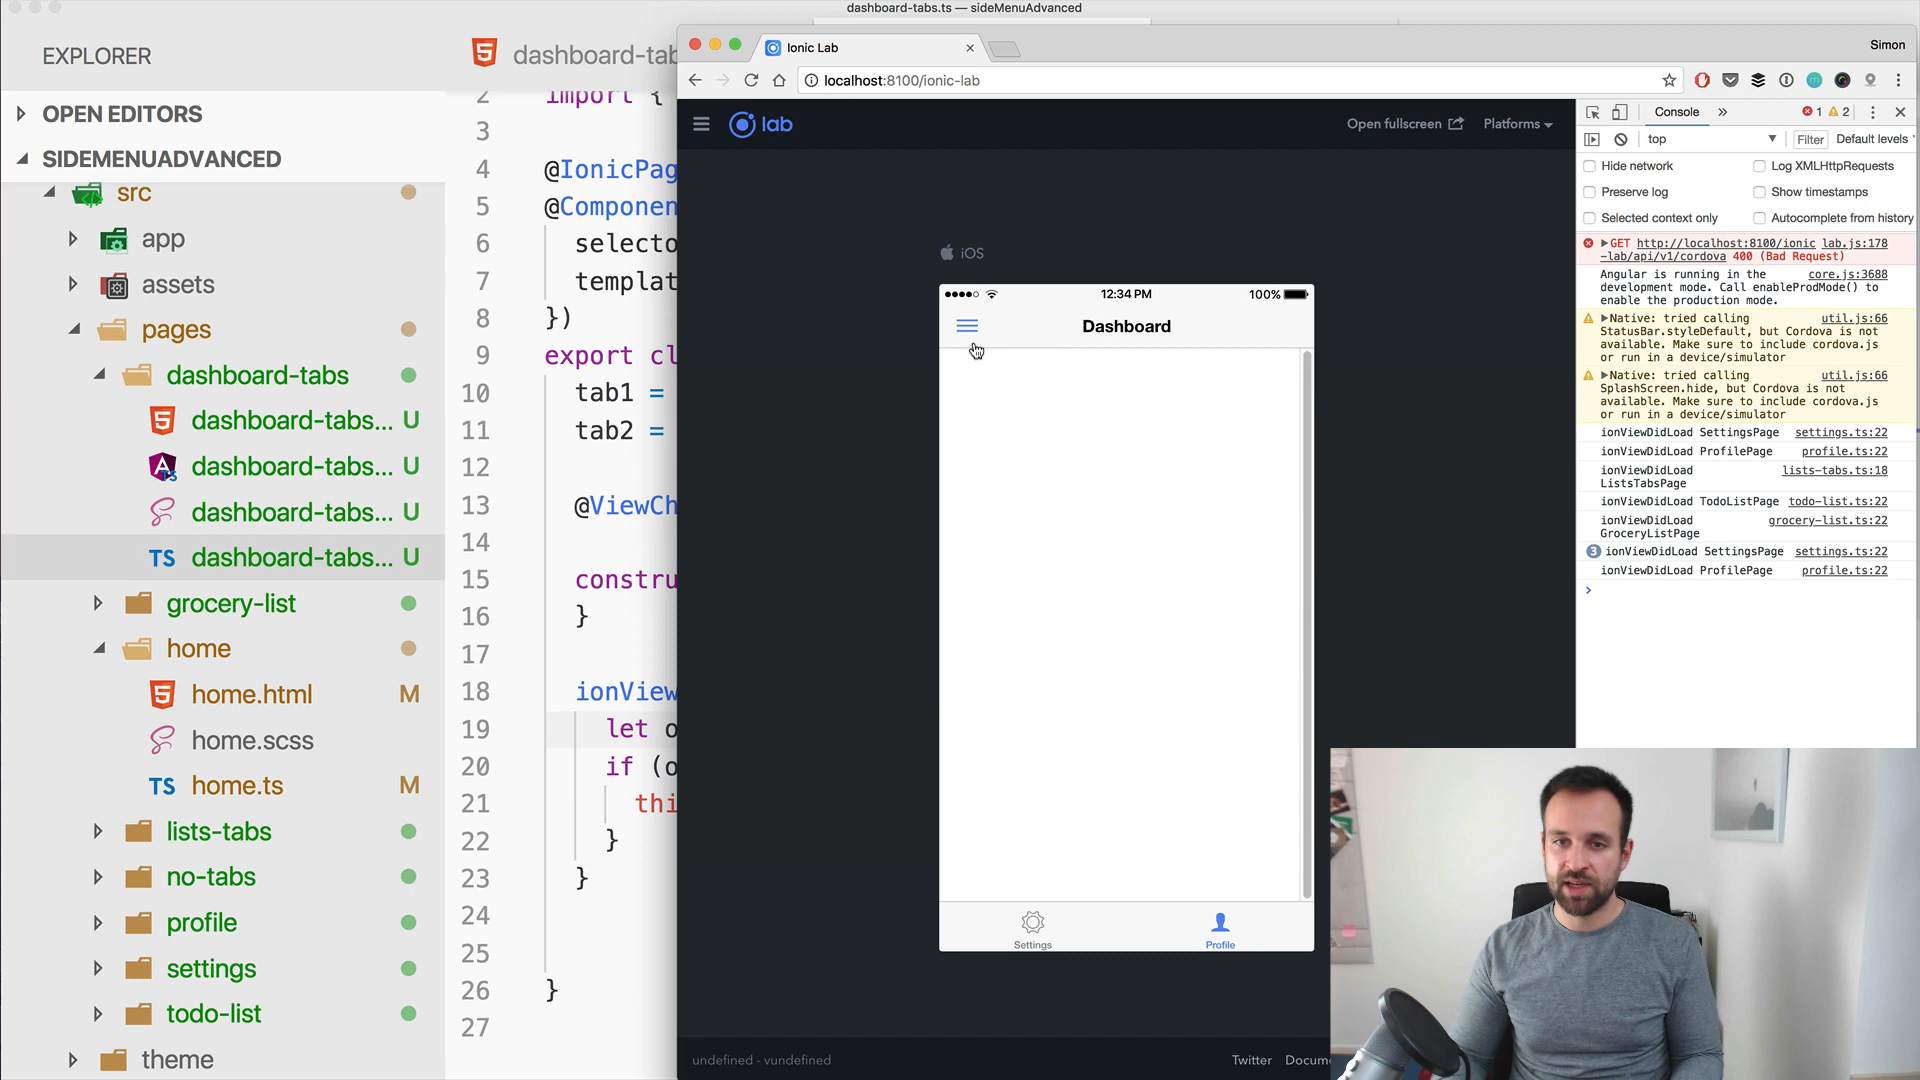 dashboard-tabs.ts — sideMenuAdvanced
EXPLORER
OPEN EDITORS
SIDEMENUADVANCED
src
app
assets
pages
dashboard-tabs
dashboard-tabs... U
dashboard-tabs... U
dashboard-tabs... U
TS dashboard-tabs... U
grocery-list
home
home.html M
home.scss
TS home.ts M
lists-tabs
no-tabs
profile
settings
todo-list
theme
dashboard-tab
2 import {
3
4 @IonicPag
5 @Componen
6 selecto
7 templat
8 })
9 export cl
10 tab1 =
11 tab2 =
12
13 @ViewCh
14
15 constru
16 }
17
18 ionView
19 let o
20 if (o
21 thi
22 }
23 }
24
25
26 }
27
Ionic Lab
Simon
localhost:8100/ionic-lab
lab
Open fullscreen
Platforms
iOS
12:34 PM
100%
Dashboard
Settings
Profile
undefined - vundefined
Twitter
Docume
Console
1
2
top
Filter
Default levels
Hide network
Log XMLHttpRequests
Preserve log
Show timestamps
Selected context only
Autocomplete from history
GET http://localhost:8100/ionic lab.js:178
-lab/api/v1/cordova 400 (Bad Request)
Angular is running in the core.js:3688
development mode. Call enableProdMode() to
enable the production mode.
Native: tried calling util.js:66
StatusBar.styleDefault, but Cordova is not
available. Make sure to include cordova.js
or run in a device/simulator
Native: tried calling util.js:66
SplashScreen.hide, but Cordova is not
available. Make sure to include cordova.js
or run in a device/simulator
ionViewDidLoad SettingsPage settings.ts:22
ionViewDidLoad ProfilePage profile.ts:22
ionViewDidLoad lists-tabs.ts:18
ListsTabsPage
ionViewDidLoad TodoListPage todo-list.ts:22
ionViewDidLoad grocery-list.ts:22
GroceryListPage
3 ionViewDidLoad SettingsPage settings.ts:22
ionViewDidLoad ProfilePage profile.ts:22